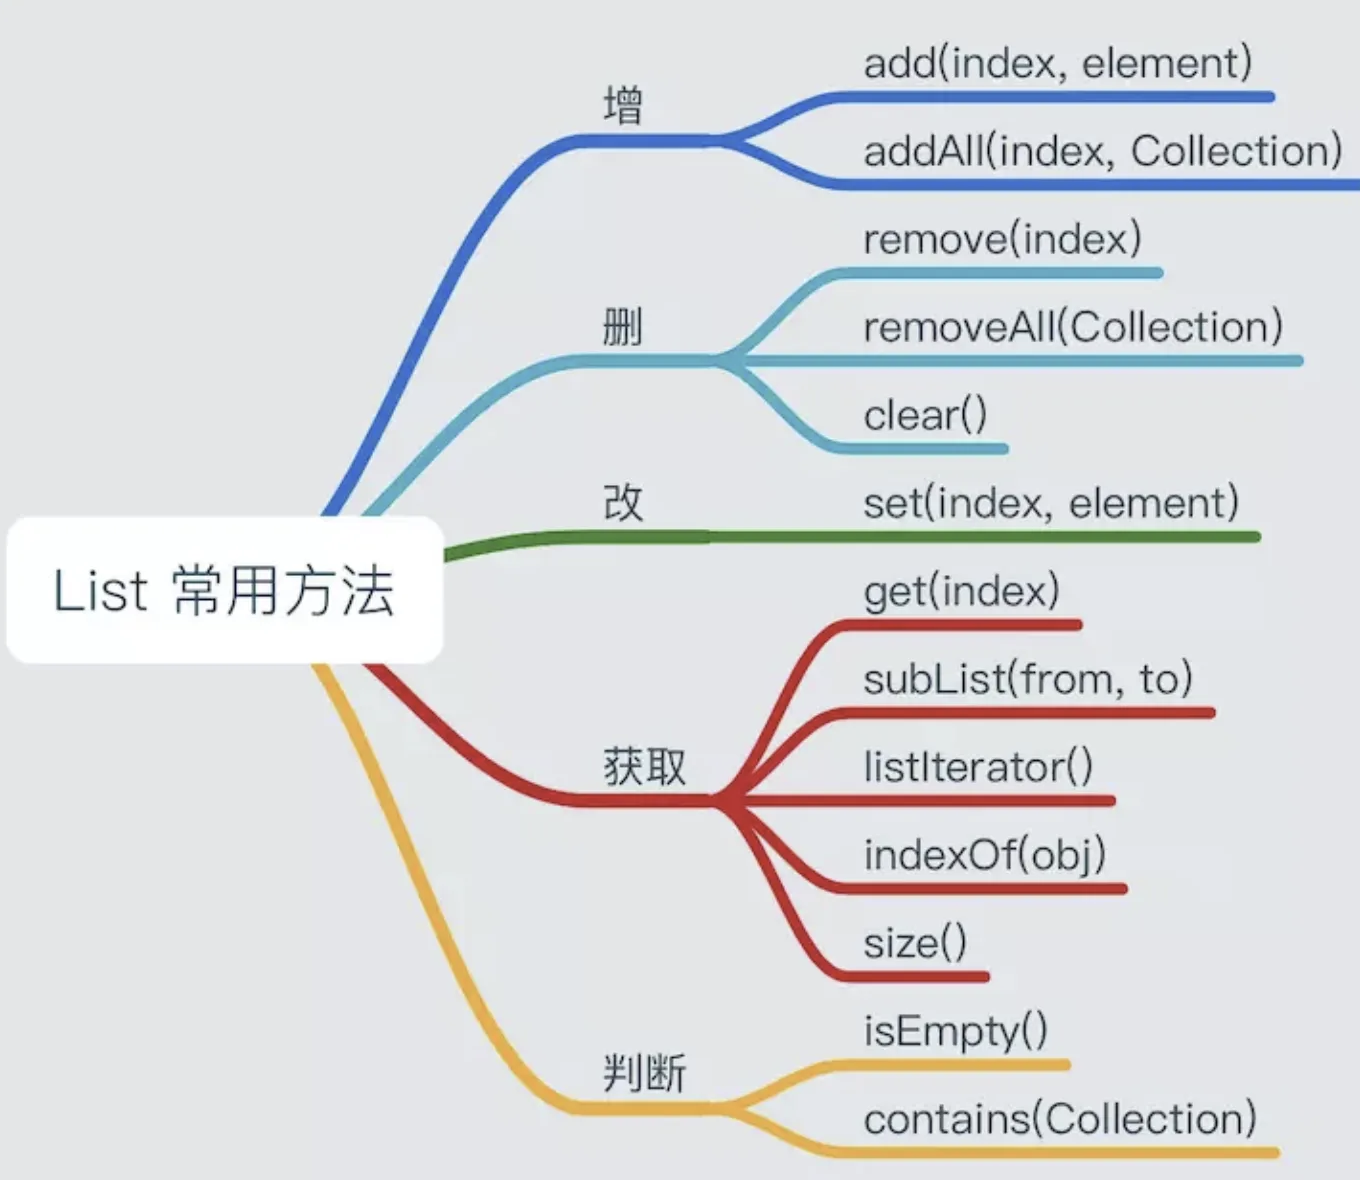 List 常用方法
增
add(index, element)
addAll(index, Collection)
删
remove(index)
removeAll(Collection)
clear()
改
set(index, element)
获取
get(index)
subList(from, to)
listIterator()
indexOf(obj)
size()
判断
isEmpty()
contains(Collection)